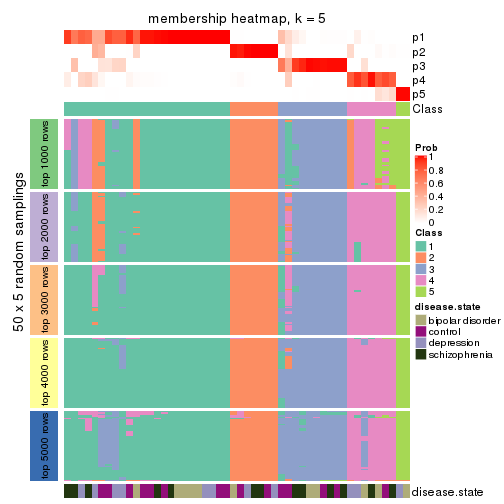 membership heatmap, k = 5
p1
p2
p3
p4
p5
Class
50 x 5 random samplings
top 1000 rows
top 2000 rows
top 3000 rows
top 4000 rows
top 5000 rows
disease.state
Prob
1
0.8
0.6
0.4
0.2
0
Class
1
2
3
4
5
disease.state
bipolar disorder
control
depression
schizophrenia